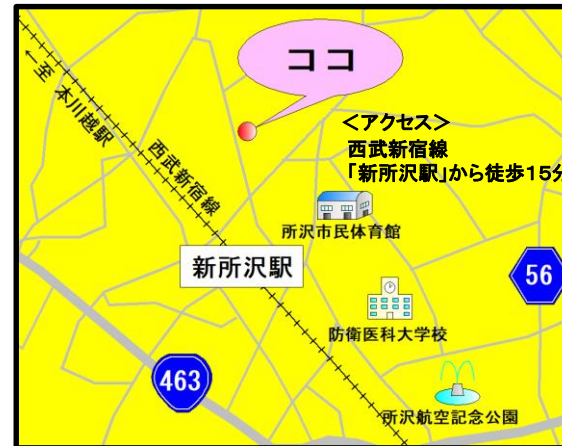 ココ
←至 本川越駅
西武新宿線
<アクセス>
西武新宿線
「新所沢駅」から徒歩15分
所沢市民体育館
新所沢駅
56
防衛医科大学校
463
所沢航空記念公園